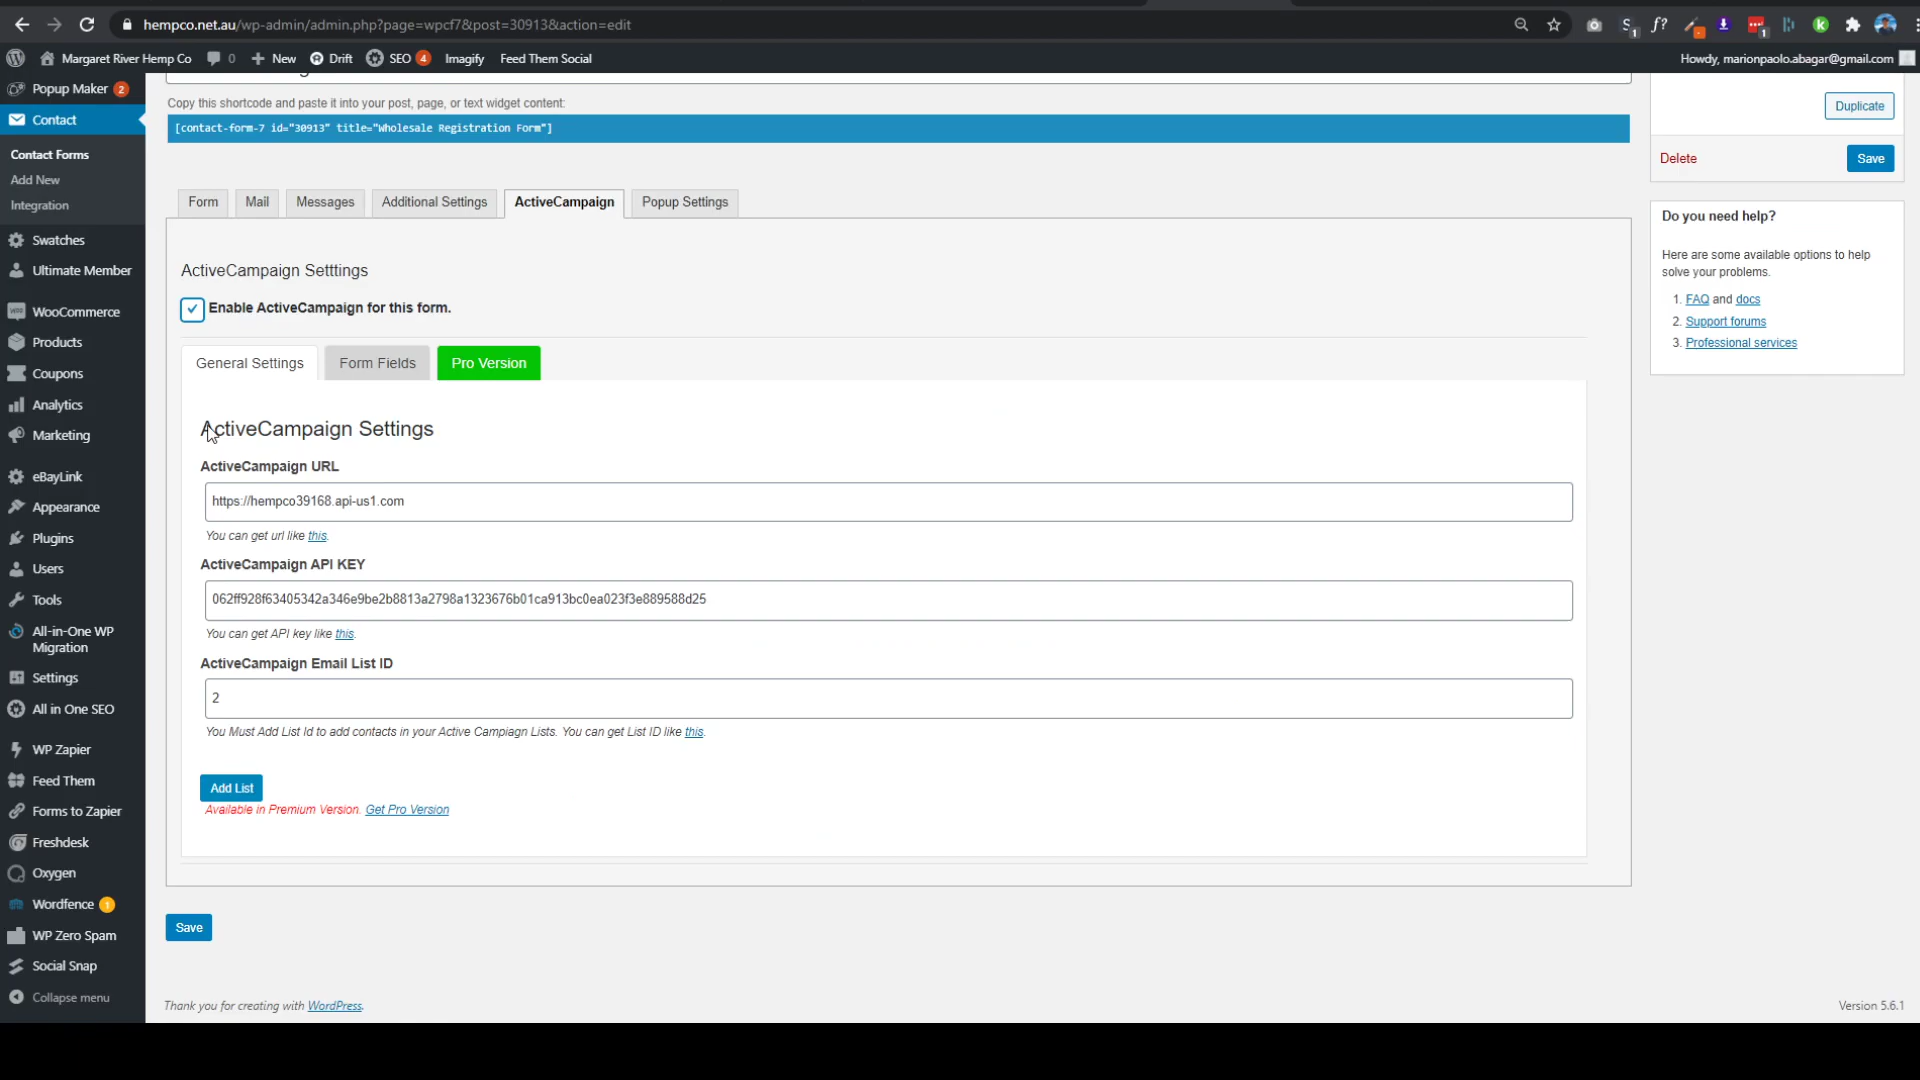 hempco.net.au/wp-admin/admin.php?page=wpcf7&post=30913&action=edit
Margaret River Hemp Co
0
New
Drift
SEO 4
Imagify
Feed Them Social
Howdy, marionpaolo.abagar@gmail.com
Popup Maker 2
Contact
Contact Forms
Add New
Integration
Swatches
Ultimate Member
WooCommerce
Products
Coupons
Analytics
Marketing
eBayLink
Appearance
Plugins
Users
Tools
All-in-One WP
Migration
Settings
All in One SEO
WP Zapier
Feed Them
Forms to Zapier
Freshdesk
Oxygen
Wordfence 1
WP Zero Spam
Social Snap
Collapse menu
Copy this shortcode and paste it into your post, page, or text widget content:
[contact-form-7 id="30913" title="Wholesale Registration Form"]
Form
Mail
Messages
Additional Settings
ActiveCampaign
Popup Settings
ActiveCampaign Setttings
Enable ActiveCampaign for this form.
General Settings
Form Fields
Pro Version
ActiveCampaign Settings
ActiveCampaign URL
https://hempco39168.api-us1.com
You can get url like this.
ActiveCampaign API KEY
062ff928f63405342a346e9be2b8813a2798a1323676b01ca913bc0ea023f3e889588d25
You can get API key like this.
ActiveCampaign Email List ID
2
You Must Add List Id to add contacts in your Active Campiagn Lists. You can get List ID like this.
Add List
Available in Premium Version. Get Pro Version
Save
Thank you for creating with WordPress.
Version 5.6.1
Duplicate
Delete
Save
Do you need help?
Here are some available options to help
solve your problems.
1. FAQ and docs
2. Support forums
3. Professional services